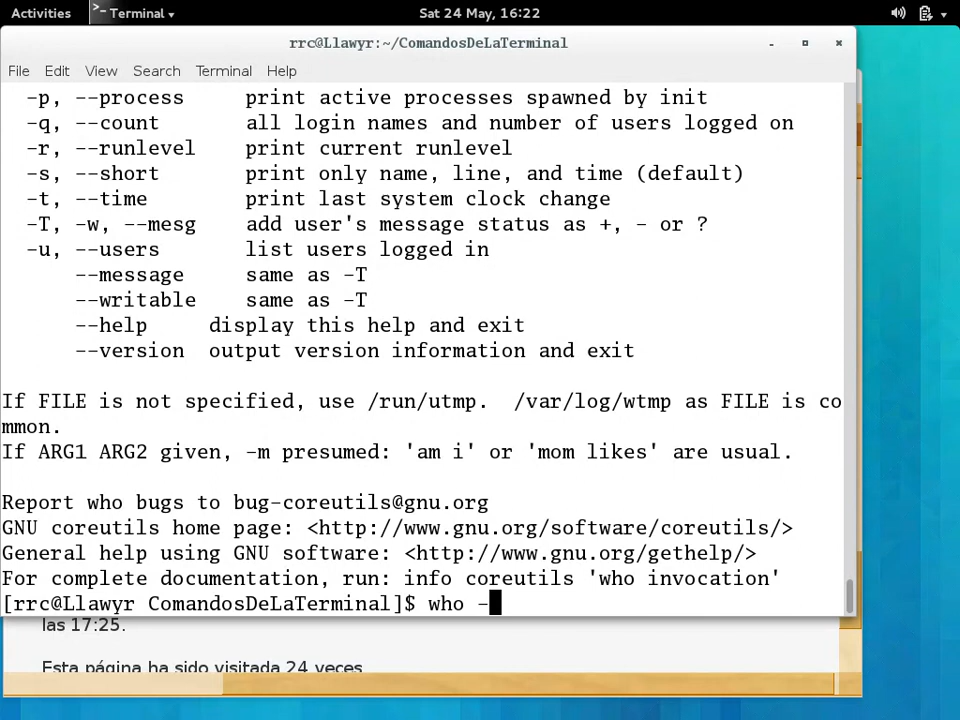 Activities >_ Terminal Sat 24 May, 16:22
rrc@Llawyr:~/ComandosDeLaTerminal
File Edit View Search Terminal Help
-p, --process print active processes spawned by init
-q, --count all login names and number of users logged on
-r, --runlevel print current runlevel
-s, --short print only name, line, and time (default)
-t, --time print last system clock change
-T, -w, --mesg add user's message status as +, - or ?
-u, --users list users logged in
--message same as -T
--writable same as -T
--help display this help and exit
--version output version information and exit
If FILE is not specified, use /run/utmp. /var/log/wtmp as FILE is co
mmon.
If ARG1 ARG2 given, -m presumed: 'am i' or 'mom likes' are usual.
Report who bugs to bug-coreutils@gnu.org
GNU coreutils home page: <http://www.gnu.org/software/coreutils/>
General help using GNU software: <http://www.gnu.org/gethelp/>
For complete documentation, run: info coreutils 'who invocation'
[rrc@Llawyr ComandosDeLaTerminal]$ who -
las 17:25.
Esta página ha sido visitada 24 veces